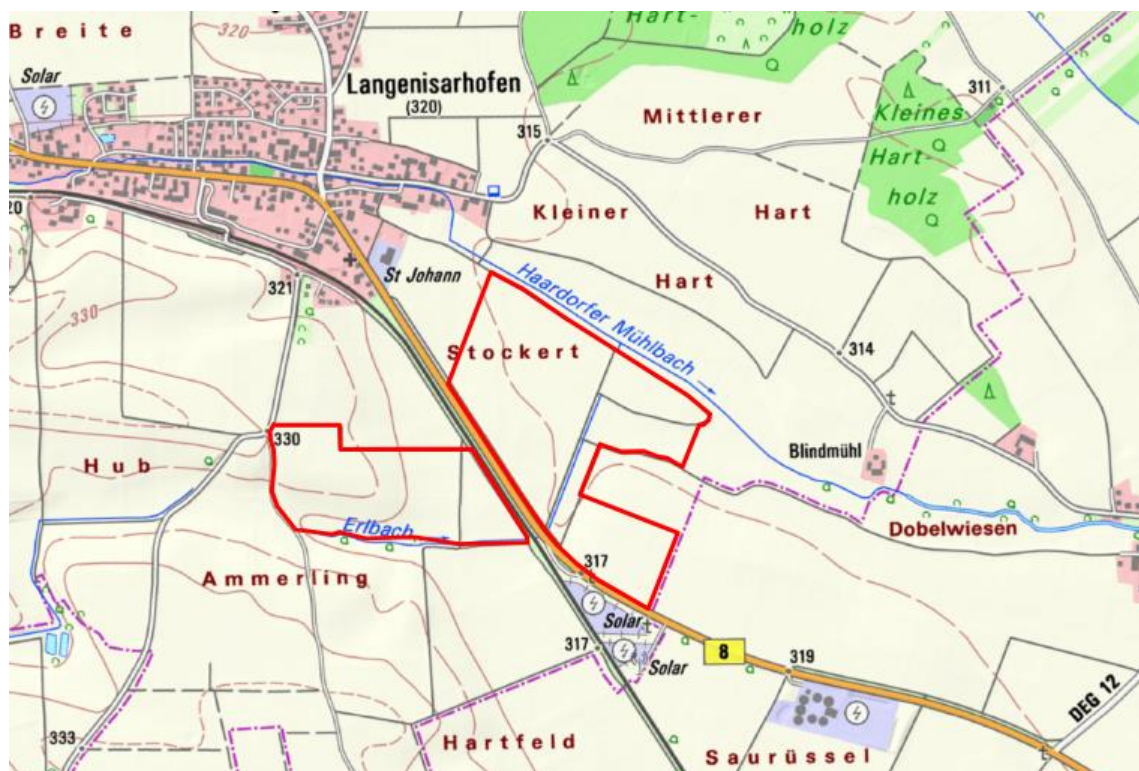 Breite
320
Hart-
holz
Solar
Langenisarhofen
(320)
311
Kleines
Mittlerer
315
Hart-
holz
20
Kleiner
Hart
St Johann
321
Haardorfer Mühlbach
Hart
330
Stockert
314
t
330
Hub
Blindmühl
Erlbach
Dobelwiesen
Ammerling
317
t
Solar
t
317
Solar
8
319
DEG 12
333
Hartfeld
Saurüssel
t